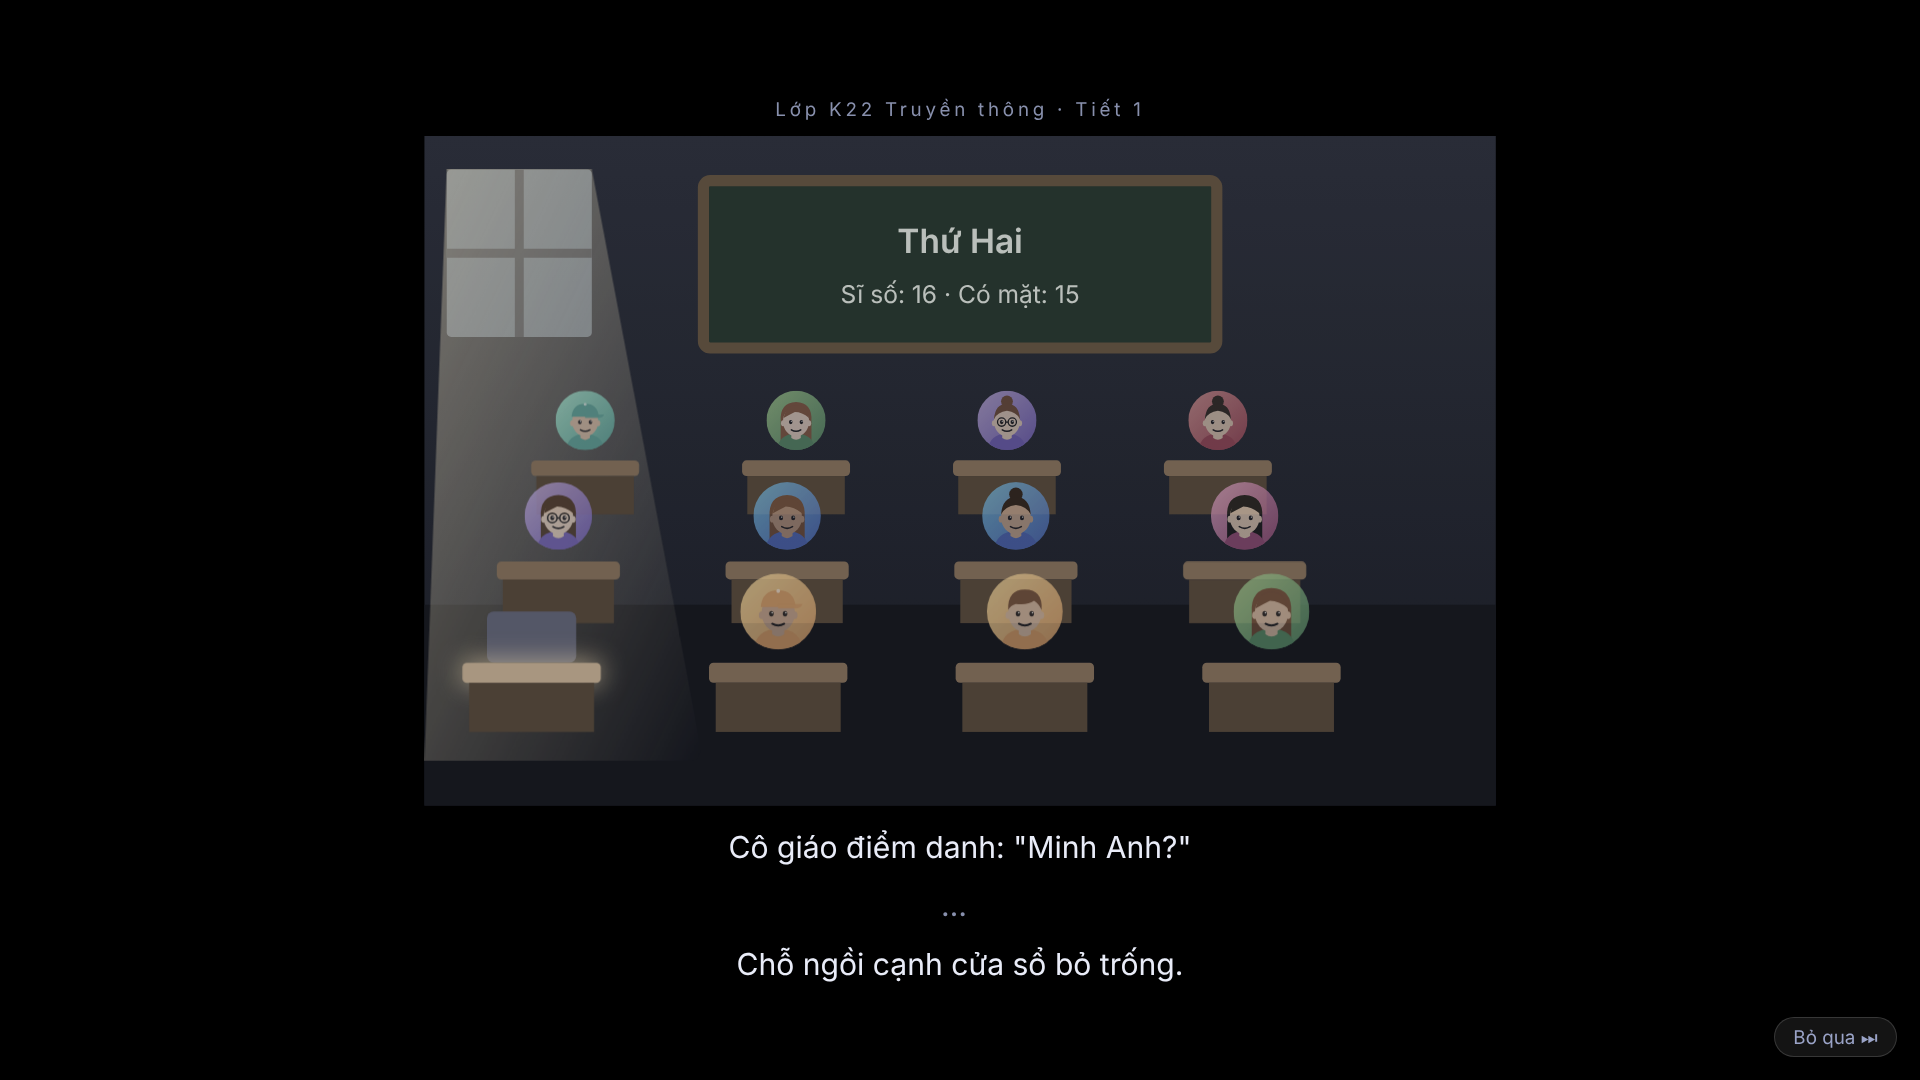 Lớp K22 Truyền thông · Tiết 1
Thứ Hai
Sĩ số: 16 · Có mặt: 15
Cô giáo điểm danh: "Minh Anh?"
...
Chỗ ngồi cạnh cửa sổ bỏ trống.
Bỏ qua ⏭